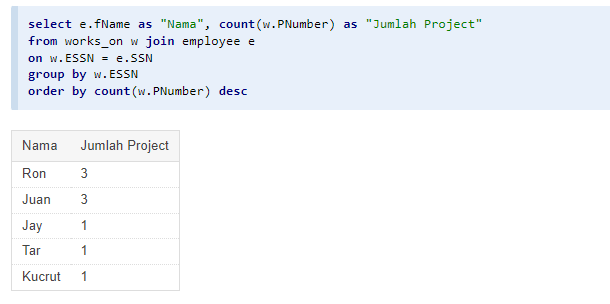 select e.fName as "Nama", count(w.PNumber) as "Jumlah Project"
from works_on w join employee e
on w.ESSN = e.SSN
group by w.ESSN
order by count(w.PNumber) desc
Nama Jumlah Project
Ron 3
Juan 3
Jay 1
Tar 1
Kucrut 1